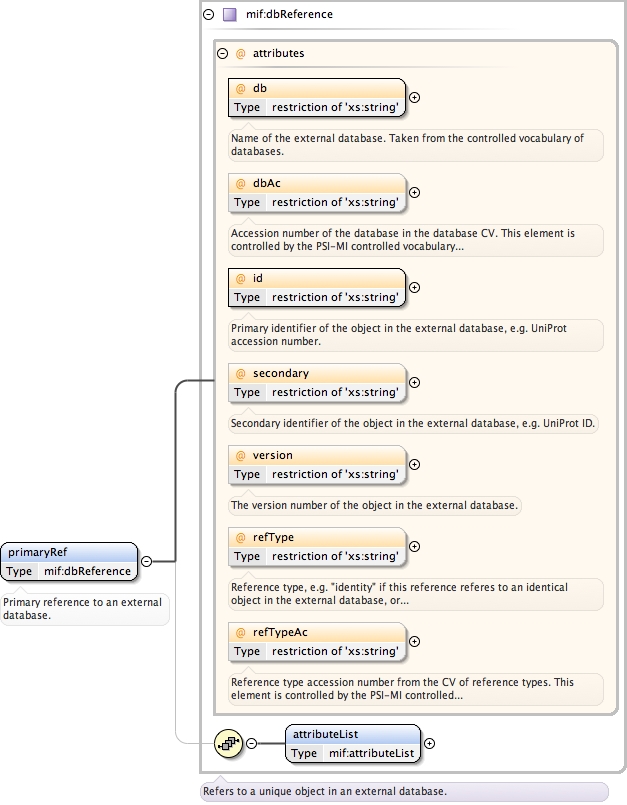 mif:dbReference
@ attributes
@ db
Type restriction of 'xs:string'
Name of the external database. Taken from the controlled vocabulary of
databases.
@ dbAc
Type restriction of 'xs:string'
Accession number of the database in the database CV. This element is
controlled by the PSI-MI controlled vocabulary...
@ id
Type restriction of 'xs:string'
Primary identifier of the object in the external database, e.g. UniProt
accession number.
@ secondary
Type restriction of 'xs:string'
Secondary identifier of the object in the external database, e.g. UniProt ID.
@ version
Type restriction of 'xs:string'
The version number of the object in the external database.
@ refType
Type restriction of 'xs:string'
Reference type, e.g. "identity" if this reference referes to an identical
object in the external database, or...
@ refTypeAc
Type restriction of 'xs:string'
Reference type accession number from the CV of reference types. This
element is controlled by the PSI-MI controlled...
primaryRef
Type mif:dbReference
Primary reference to an external
database.
attributeList
Type mif:attributeList
Refers to a unique object in an external database.